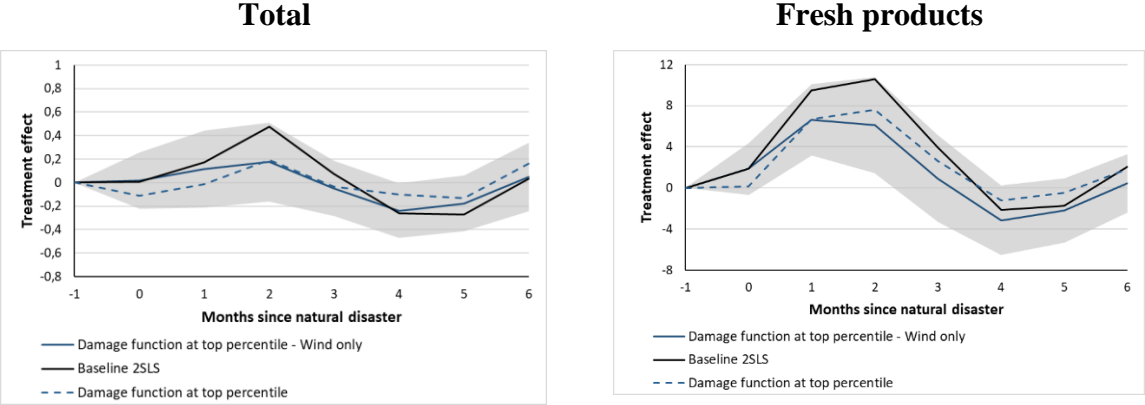 Total
1
0,8
0,6
0,4
0,2
0
-0,2
-0,4
-0,6
-0,8
Treatment effect
-1 0 1 2 3 4 5 6
Months since natural disaster
Damage function at top percentile - Wind only
Baseline 2SLS
Damage function at top percentile
Fresh products
12
8
4
0
-4
-8
Treatment effect
-1 0 1 2 3 4 5 6
Months since natural disaster
Damage function at top percentile - Wind only
Baseline 2SLS
Damage function at top percentile